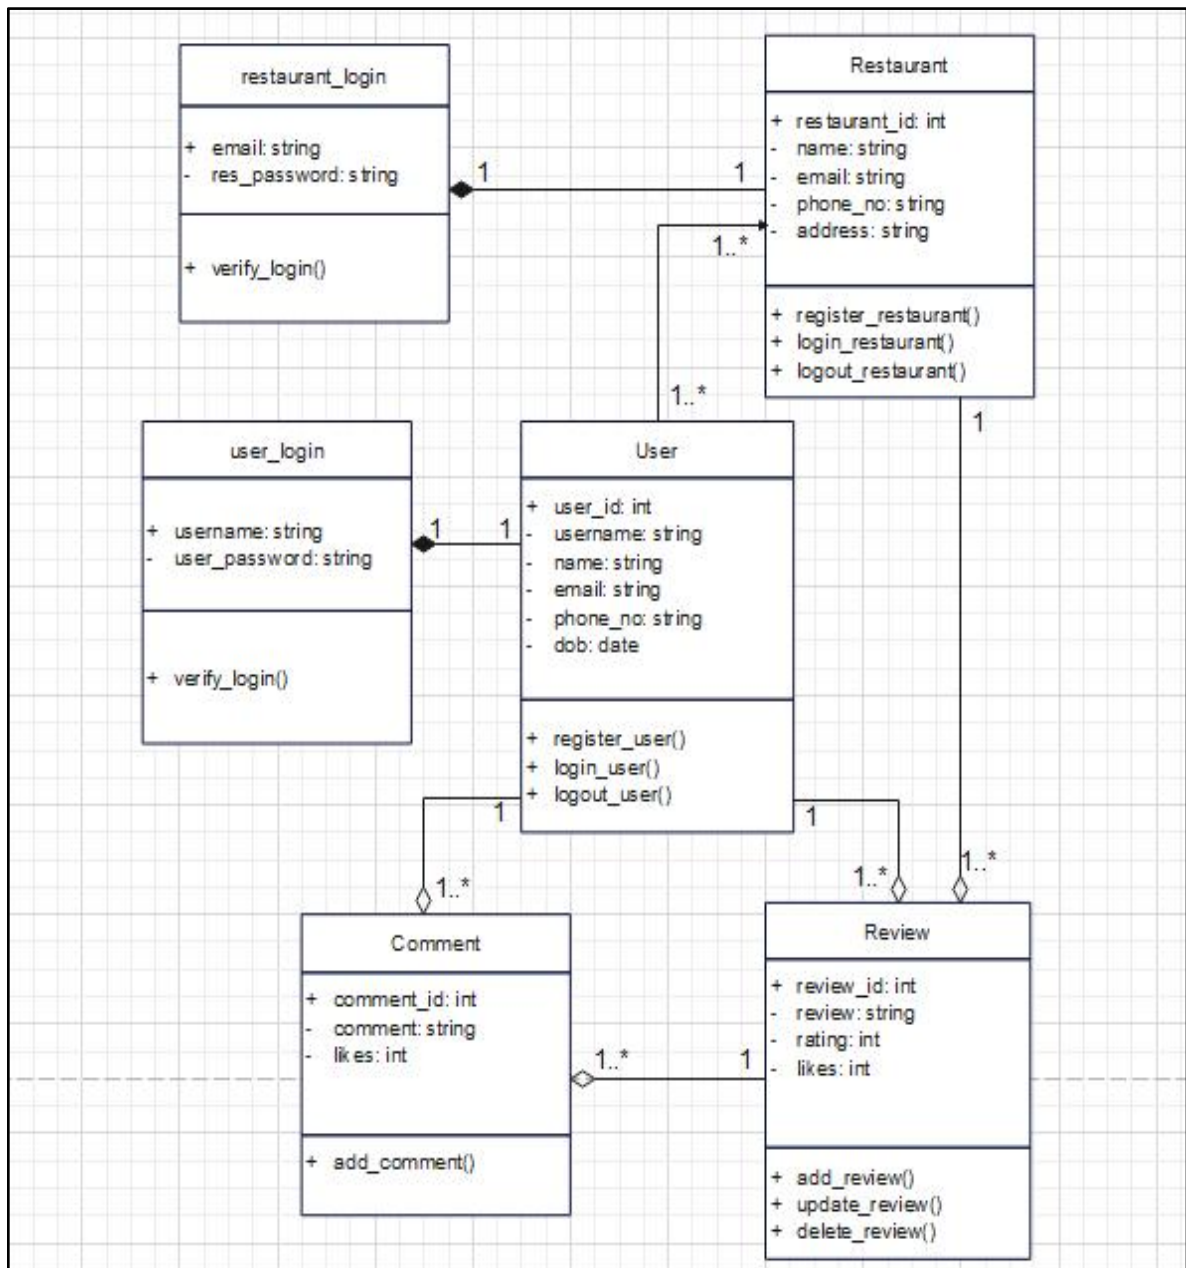 restaurant_login
+ email: string
- res_password: string
+ verify_login()
1
1
Restaurant
+ restaurant_id: int
- name: string
- email: string
- phone_no: string
- address: string
+ register_restaurant()
+ login_restaurant()
+ logout_restaurant()
1..*
1..*
1
user_login
+ username: string
- user_password: string
+ verify_login()
1
1
User
+ user_id: int
- username: string
- name: string
- email: string
- phone_no: string
- dob: date
+ register_user()
+ login_user()
+ logout_user()
1
1
1..*
1..*
1..*
Comment
+ comment_id: int
- comment: string
- likes: int
+ add_comment()
1..*
1
Review
+ review_id: int
- review: string
- rating: int
- likes: int
+ add_review()
+ update_review()
+ delete_review()